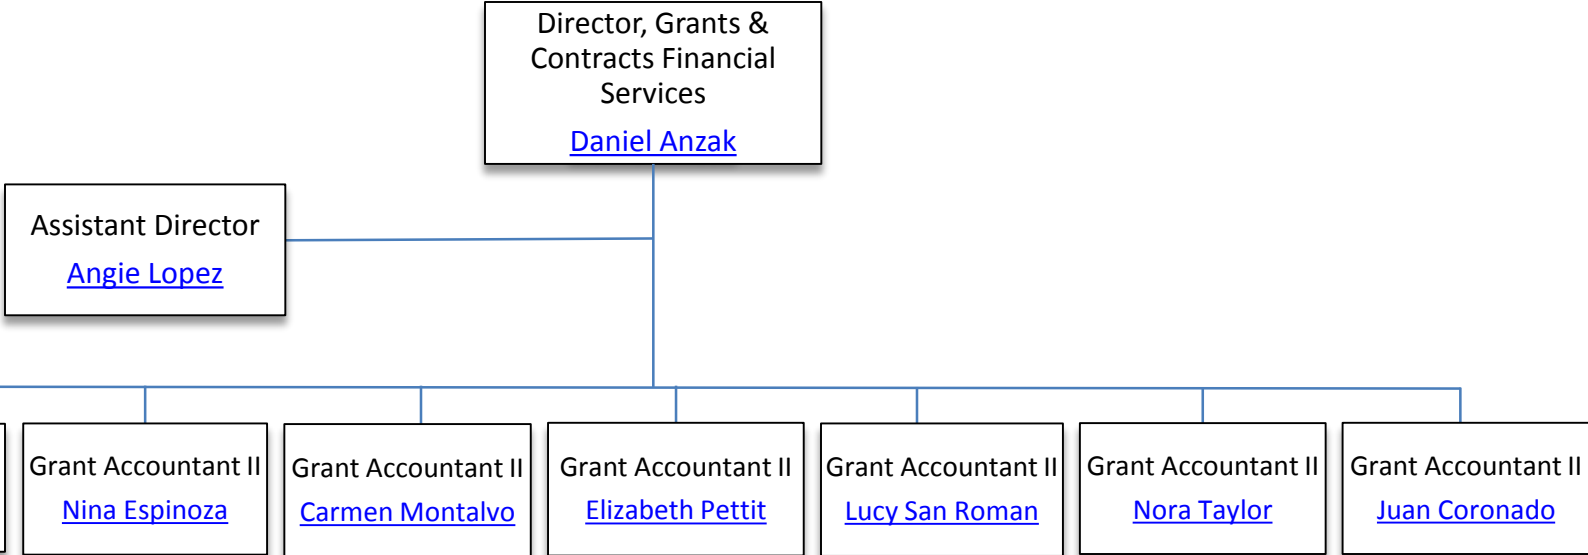 Director, Grants &
Contracts Financial
Services
Daniel Anzak
Assistant Director
Angie Lopez
Grant Accountant II
Nina Espinoza
Grant Accountant II
Carmen Montalvo
Grant Accountant II
Elizabeth Pettit
Grant Accountant II
Lucy San Roman
Grant Accountant II
Nora Taylor
Grant Accountant II
Juan Coronado